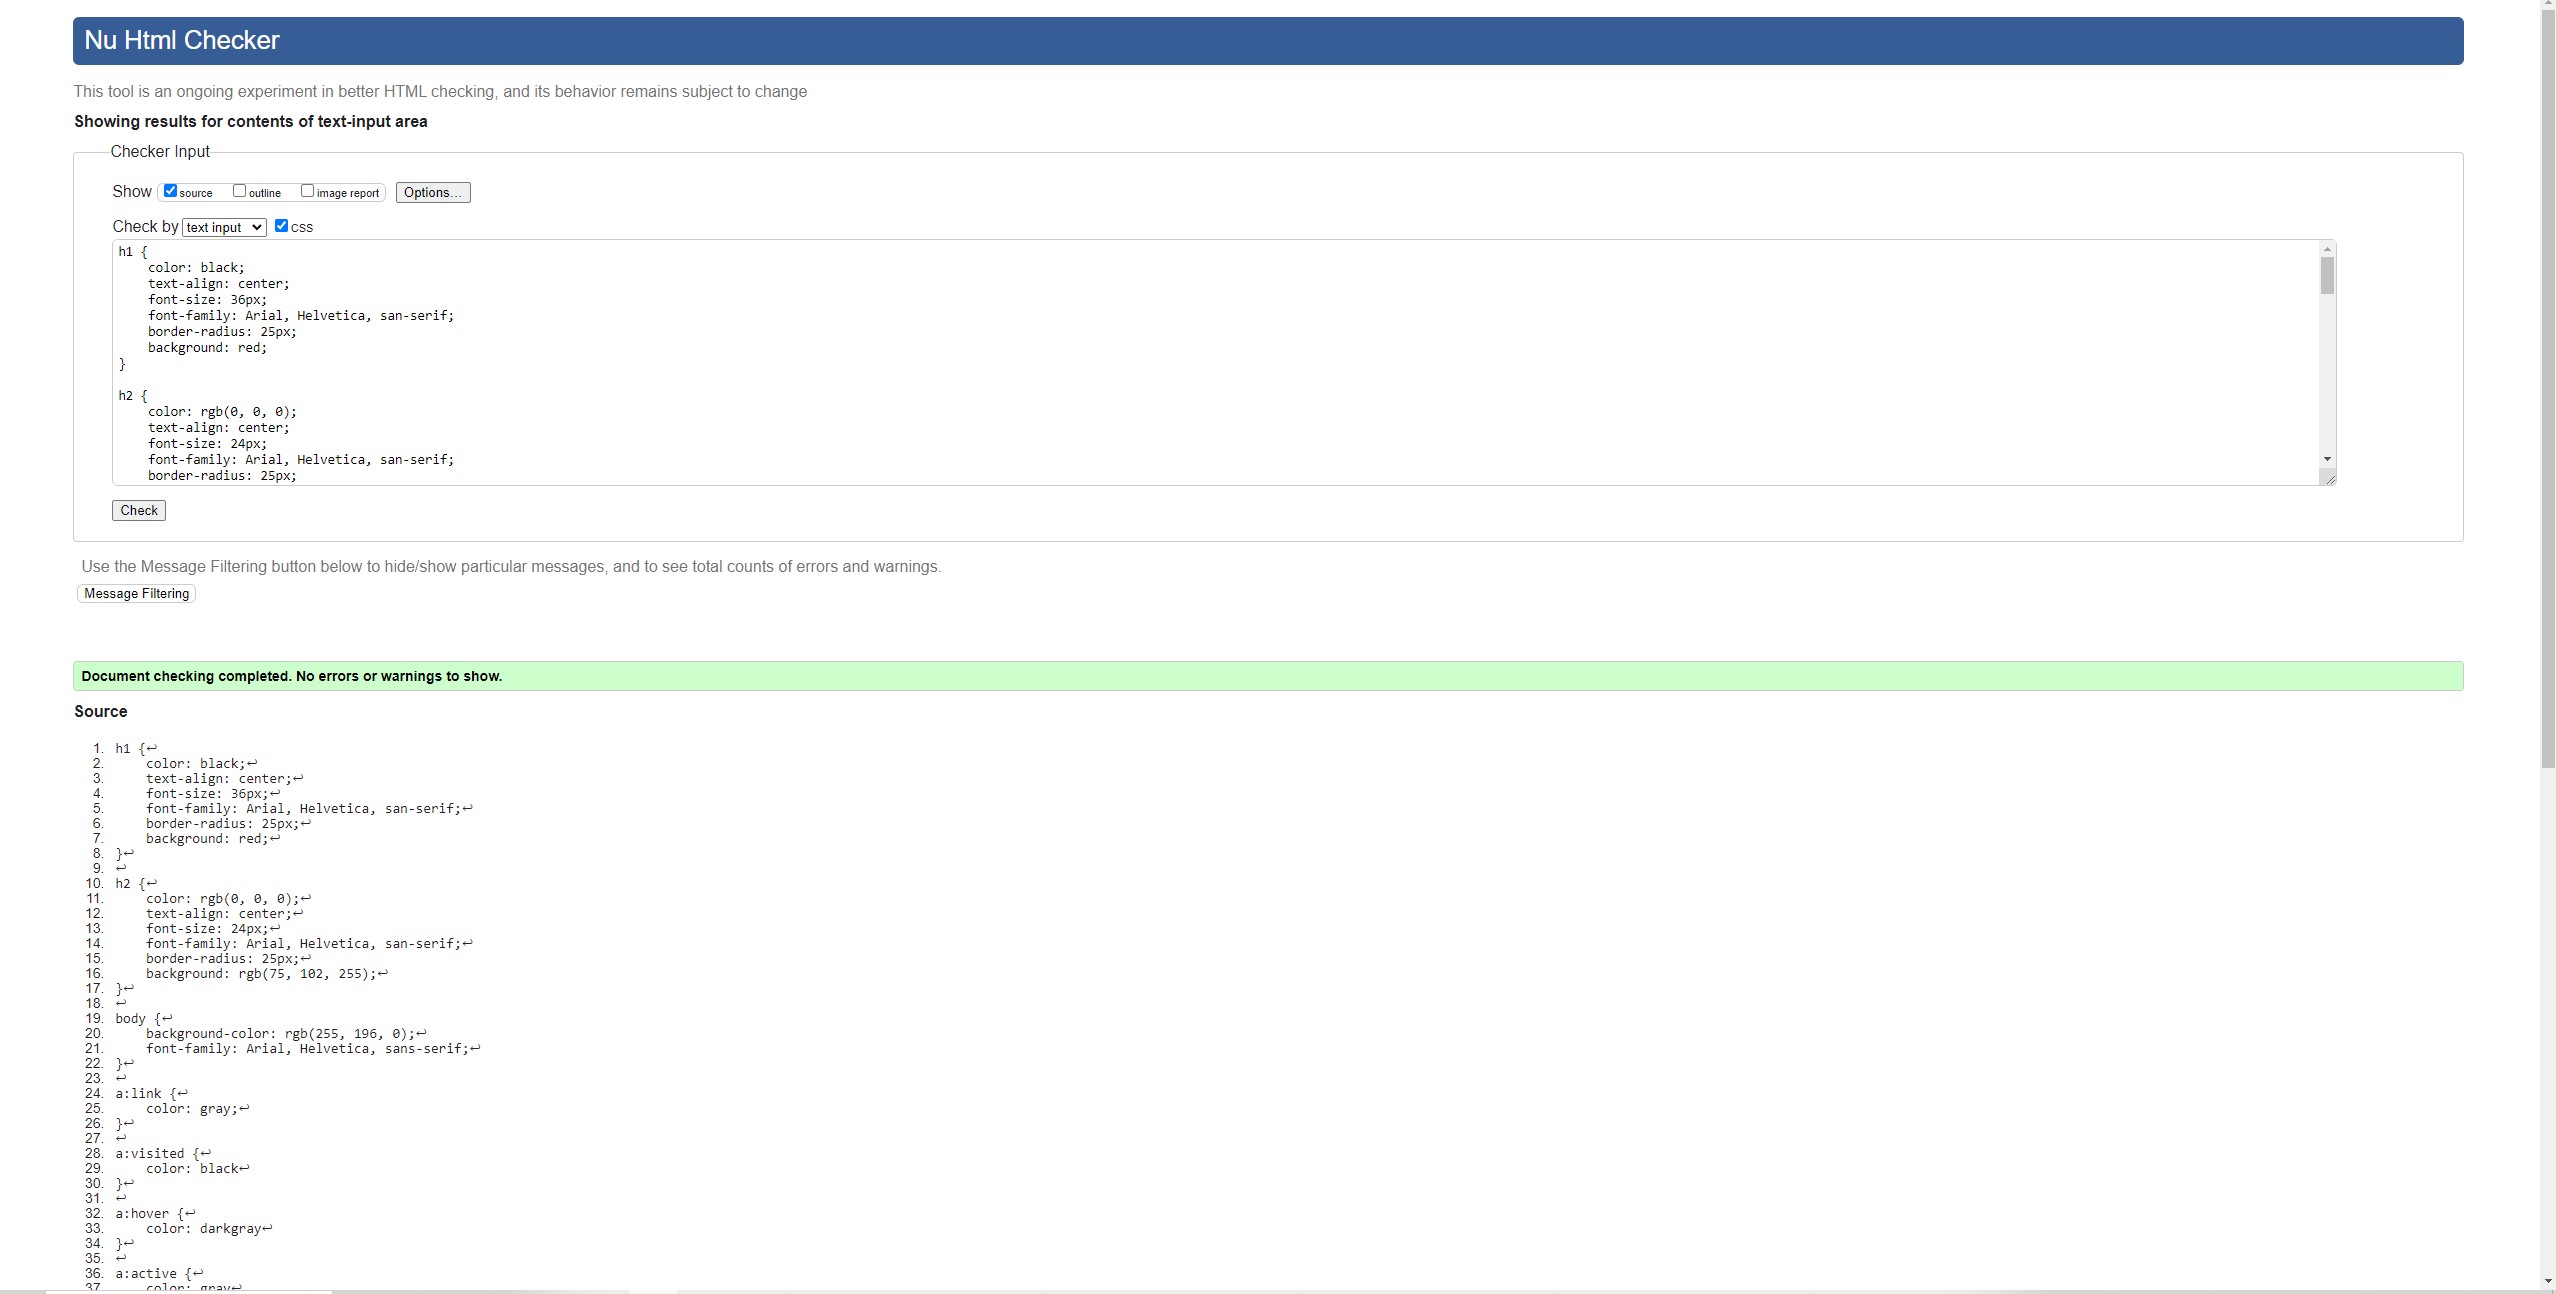 Nu Html Checker
This tool is an ongoing experiment in better HTML checking, and its behavior remains subject to change
Showing results for contents of text-input area
Checker Input
Show source outline image report Options...
Check by text input css
h1 {
    color: black;
    text-align: center;
    font-size: 36px;
    font-family: Arial, Helvetica, san-serif;
    border-radius: 25px;
    background: red;
}
h2 {
    color: rgb(0, 0, 0);
    text-align: center;
    font-size: 24px;
    font-family: Arial, Helvetica, san-serif;
    border-radius: 25px;
Check
Use the Message Filtering button below to hide/show particular messages, and to see total counts of errors and warnings.
Message Filtering
Document checking completed. No errors or warnings to show.
Source
1. h1 {↩
2.     color: black;↩
3.     text-align: center;↩
4.     font-size: 36px;↩
5.     font-family: Arial, Helvetica, san-serif;↩
6.     border-radius: 25px;↩
7.     background: red;↩
8. }↩
9. ↩
10. h2 {↩
11.     color: rgb(0, 0, 0);↩
12.     text-align: center;↩
13.     font-size: 24px;↩
14.     font-family: Arial, Helvetica, san-serif;↩
15.     border-radius: 25px;↩
16.     background: rgb(75, 102, 255);↩
17. }↩
18. ↩
19. body {↩
20.     background-color: rgb(255, 196, 0);↩
21.     font-family: Arial, Helvetica, sans-serif;↩
22. }↩
23. ↩
24. a:link {↩
25.     color: gray;↩
26. }↩
27. ↩
28. a:visited {↩
29.     color: black↩
30. }↩
31. ↩
32. a:hover {↩
33.     color: darkgray↩
34. }↩
35. ↩
36. a:active {↩
37.     color: gray↩